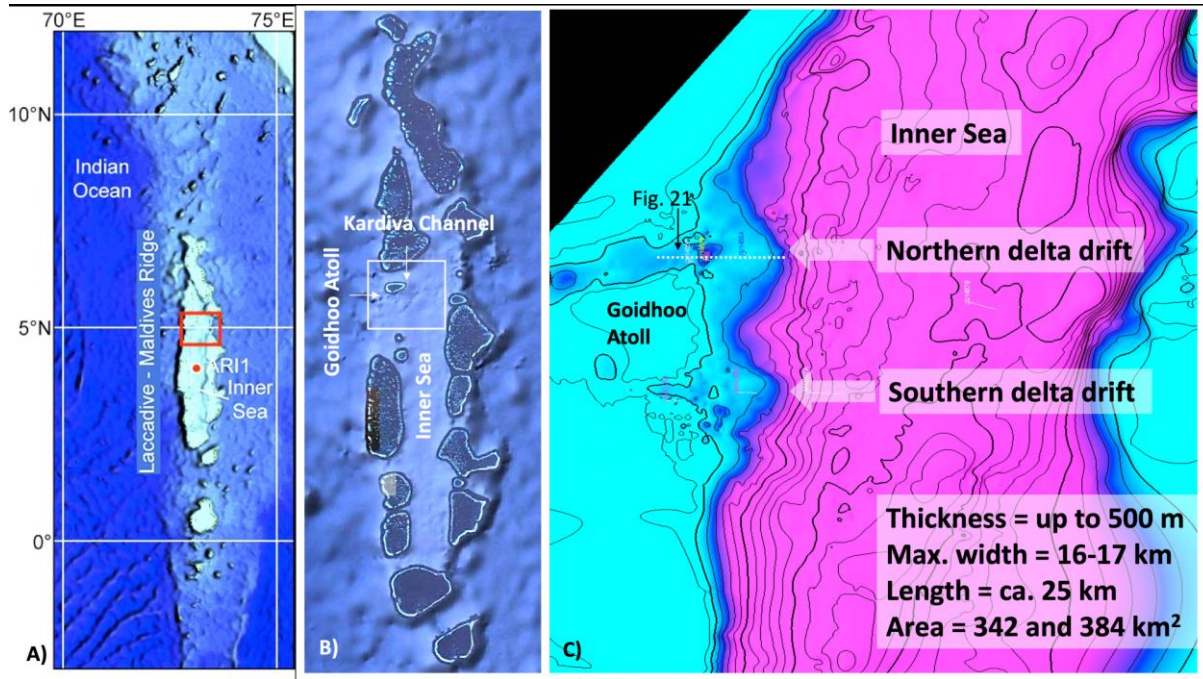 70°E
75°E
10°N
Indian
Ocean
Laccadive - Maldives Ridge
5°N
ARI1
Inner
Sea
0°
A)
Kardiva Channel
Goidhoo Atoll
Inner Sea
B)
C)
Inner Sea
Fig. 21
Northern delta drift
Goidhoo
Atoll
Southern delta drift
Thickness = up to 500 m
Max. width = 16-17 km
Length = ca. 25 km
Area = 342 and 384 km²